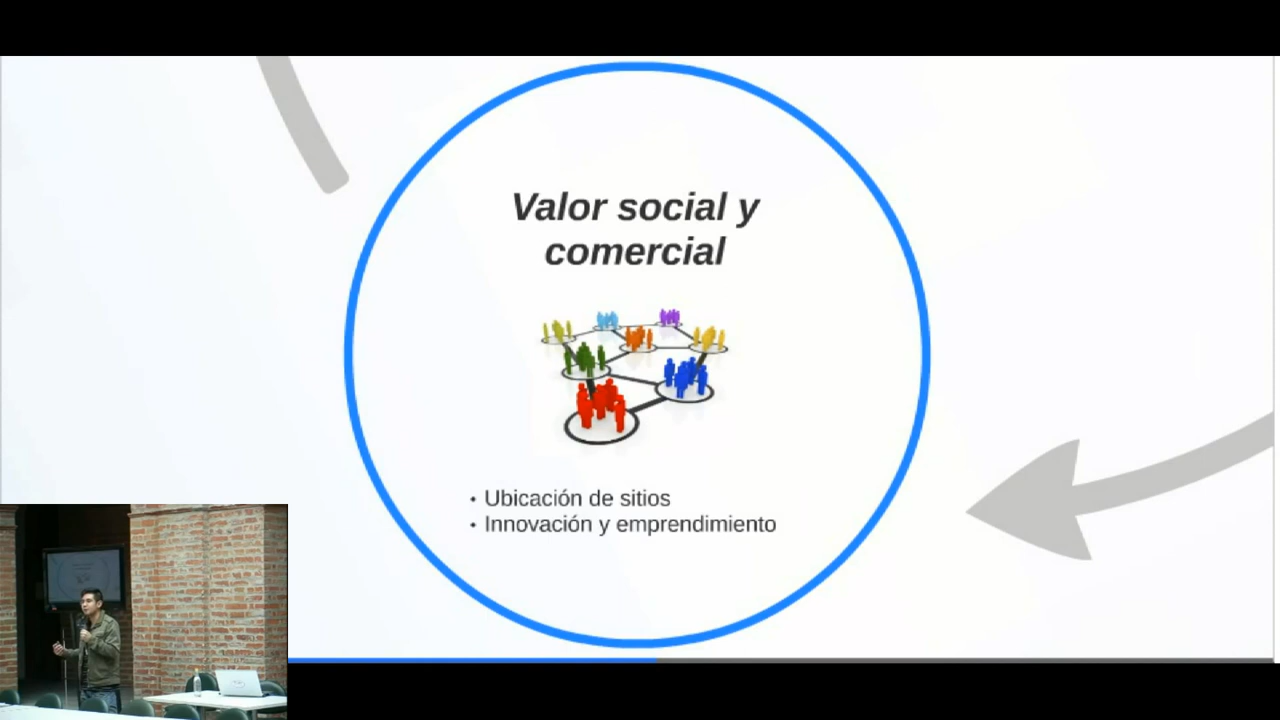 Valor social y
comercial
• Ubicación de sitios
• Innovación y emprendimiento